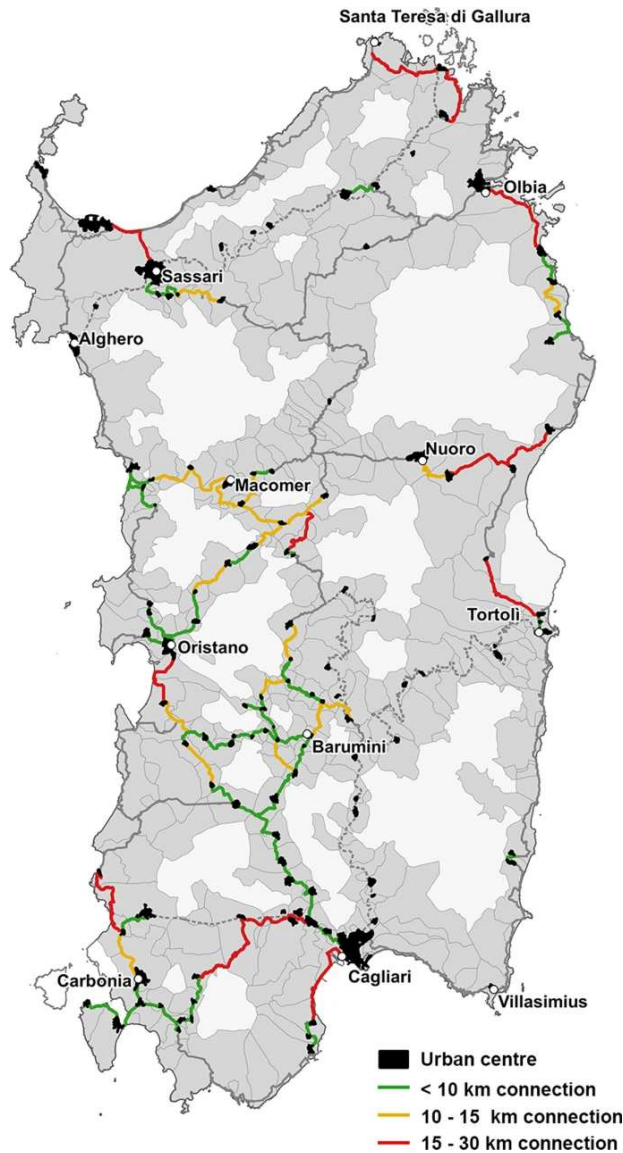 Santa Teresa di Gallura
Olbia
Sassari
Alghero
Nuoro
Macomer
Tortolì
Oristano
Barumini
Carbonia
Cagliari
Villasimius
Urban centre
< 10 km connection
10 - 15 km connection
15 - 30 km connection